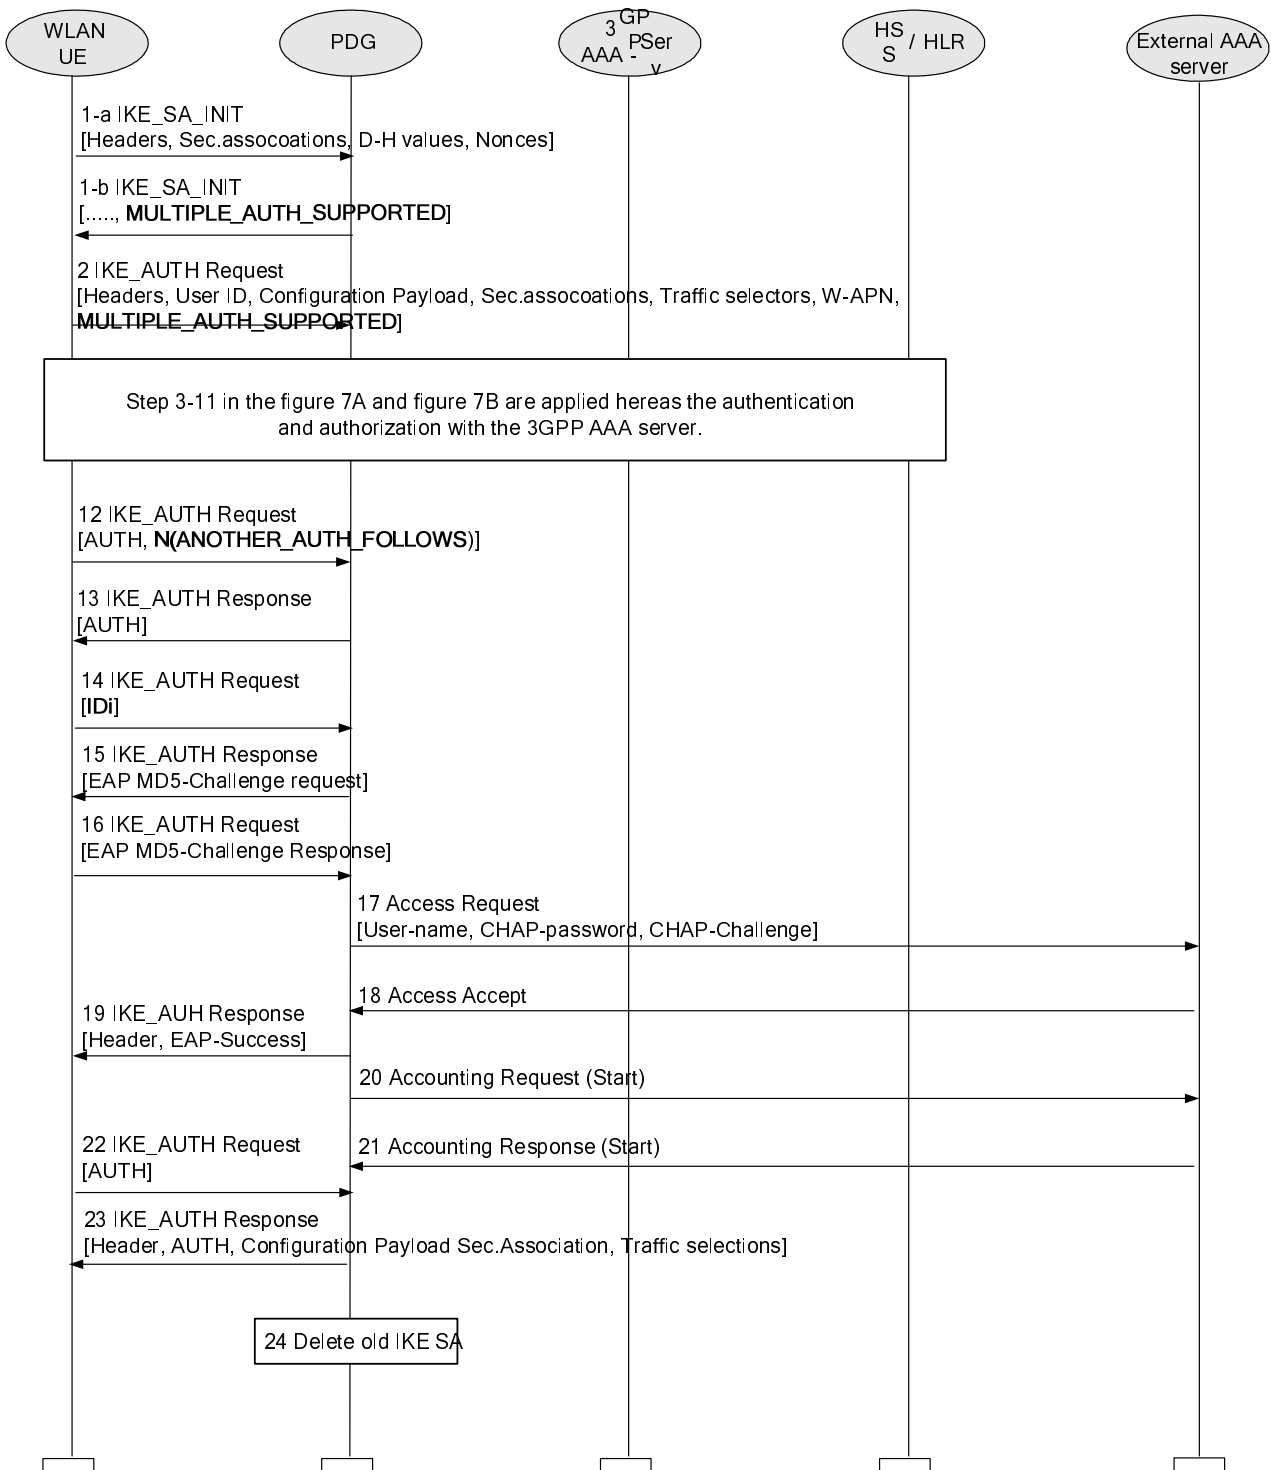 WLAN
UE
PDG
3GPP
AAA - Serv
HSS / HLR
External AAA
server
1-a IKE_SA_INIT
[Headers, Sec.assocoations, D-H values, Nonces]
1-b IKE_SA_INIT
[....., MULTIPLE_AUTH_SUPPORTED]
2 IKE_AUTH Request
[Headers, User ID, Configuration Payload, Sec.assocoations, Traffic selectors, W-APN,
MULTIPLE_AUTH_SUPPORTED]
Step 3-11 in the figure 7A and figure 7B are applied hereas the authentication
and authorization with the 3GPP AAA server.
12 IKE_AUTH Request
[AUTH, N(ANOTHER_AUTH_FOLLOWS)]
13 IKE_AUTH Response
[AUTH]
14 IKE_AUTH Request
[IDi]
15 IKE_AUTH Response
[EAP MD5-Challenge request]
16 IKE_AUTH Request
[EAP MD5-Challenge Response]
17 Access Request
[User-name, CHAP-password, CHAP-Challenge]
18 Access Accept
19 IKE_AUH Response
[Header, EAP-Success]
20 Accounting Request (Start)
22 IKE_AUTH Request
[AUTH]
21 Accounting Response (Start)
23 IKE_AUTH Response
[Header, AUTH, Configuration Payload Sec.Association, Traffic selections]
24 Delete old IKE SA